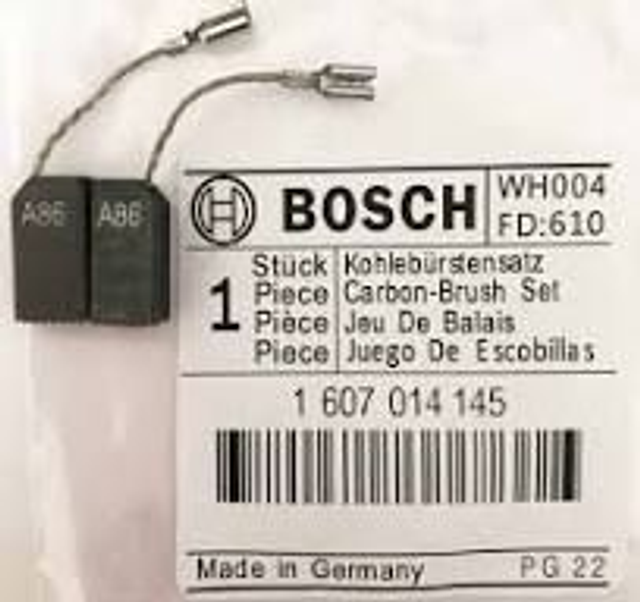 A86 A86
BOSCH
WH004
FD:610
1
Stück Kohlebürstensatz
Piece Carbon-Brush Set
Pièce Jeu De Balais
Piece Juego De Escobillas
1 607 014 145
Made in Germany PG 22